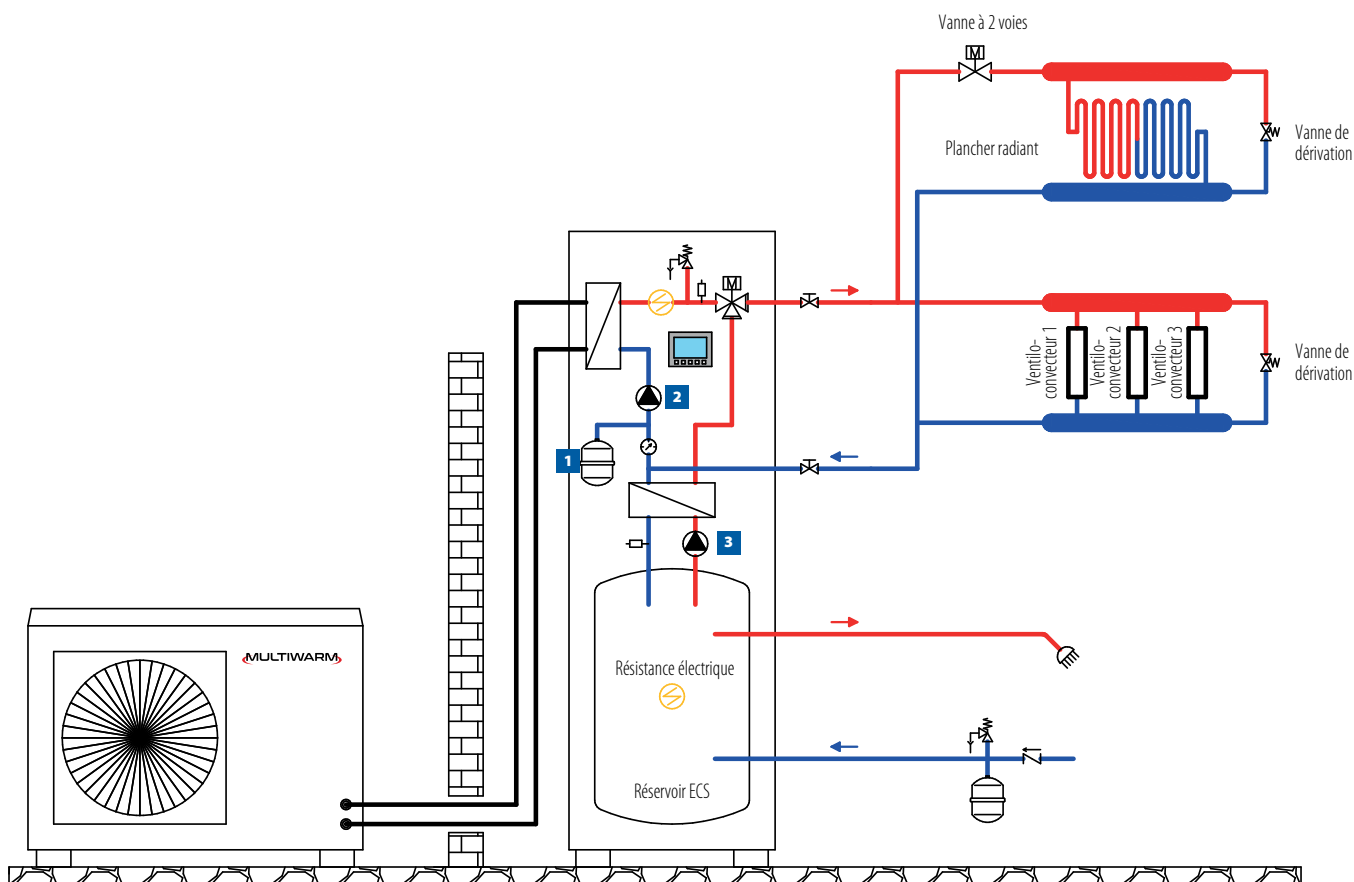 Vanne à 2 voies
Plancher radiant
Vanne de
dérivation
M
M
Ventilo-
convecteur 1
Ventilo-
convecteur 2
Ventilo-
convecteur 3
Vanne de
dérivation
2
1
3
MULTIWARM
Résistance électrique
Réservoir ECS